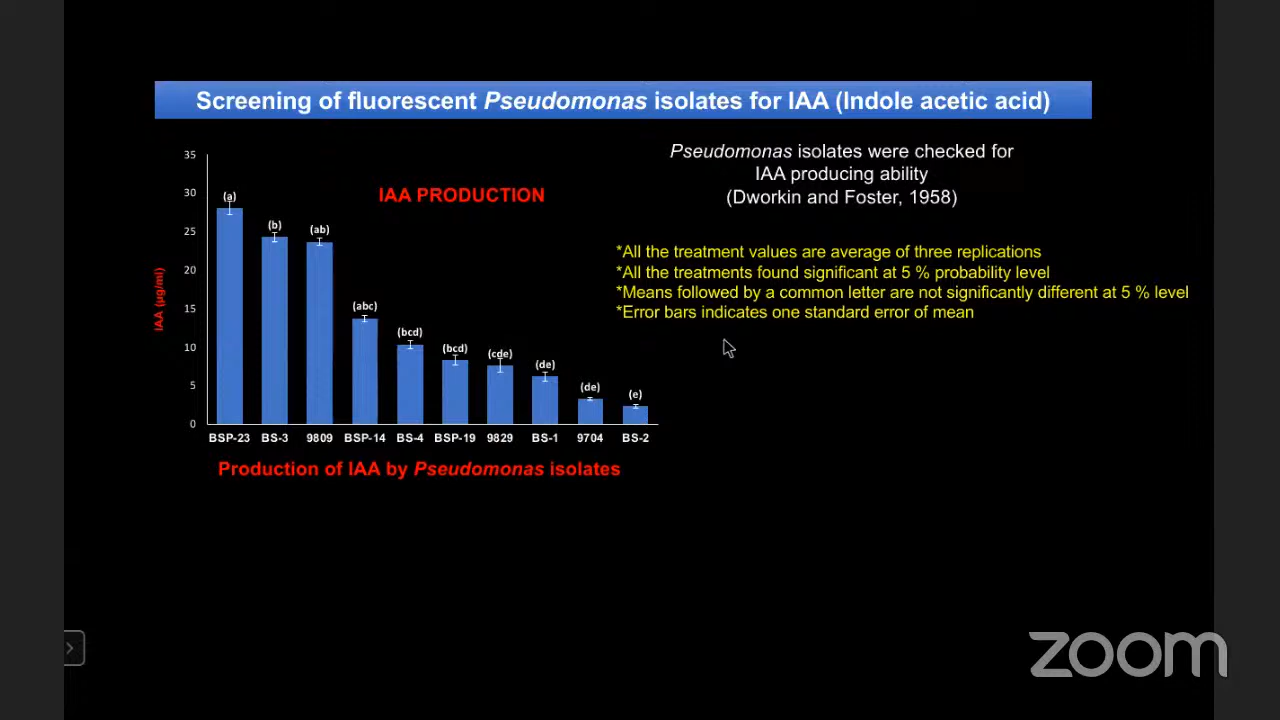 Screening of fluorescent Pseudomonas isolates for IAA (Indole acetic acid)
Pseudomonas isolates were checked for
IAA producing ability
(Dworkin and Foster, 1958)
*All the treatment values are average of three replications
*All the treatments found significant at 5 % probability level
*Means followed by a common letter are not significantly different at 5 % level
*Error bars indicates one standard error of mean
IAA PRODUCTION
IAA (µg/ml)
35
30
25
20
15
10
5
0
(a)
(b)
(ab)
(abc)
(bcd)
(bcd)
(cde)
(de)
(de)
(e)
BSP-23 BS-3 9809 BSP-14 BS-4 BSP-19 9829 BS-1 9704 BS-2
Production of IAA by Pseudomonas isolates
zoom